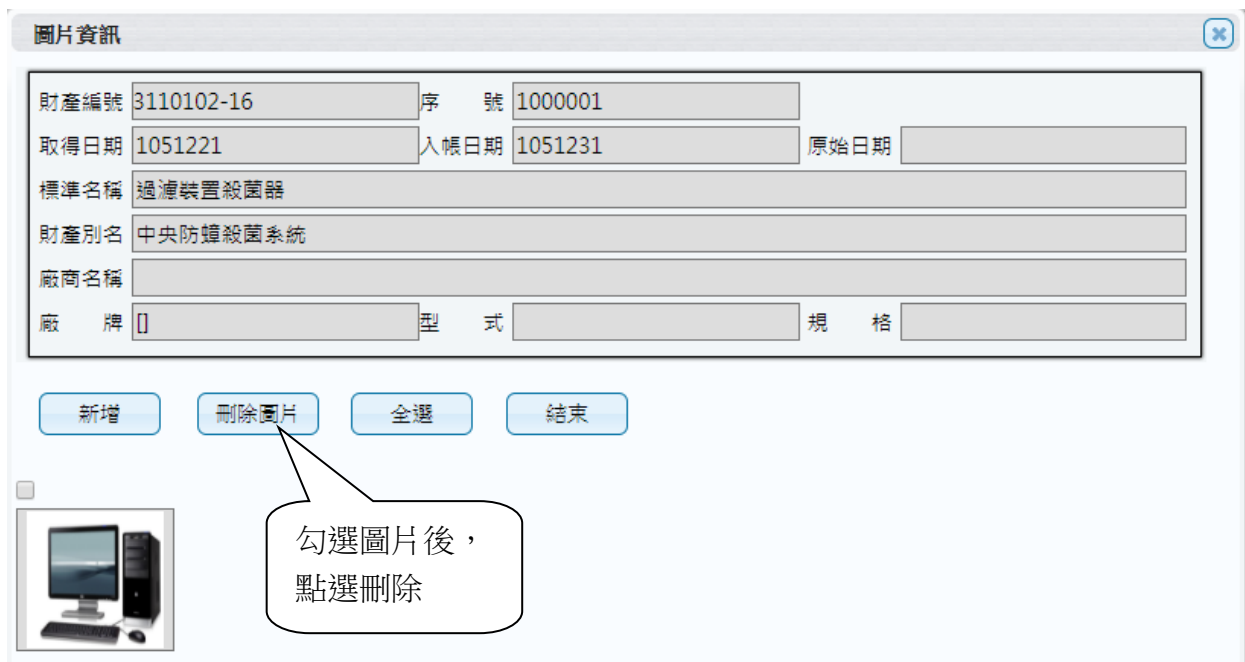 圖片資訊
財產編號 3110102-16 序 號 1000001
取得日期 1051221 入帳日期 1051231 原始日期
標準名稱 過濾裝置殺菌器
財產別名 中央防蟑殺菌系統
廠商名稱
廠 牌 [] 型 式 規 格
新增 刪除圖片 全選 結束
勾選圖片後，
點選刪除